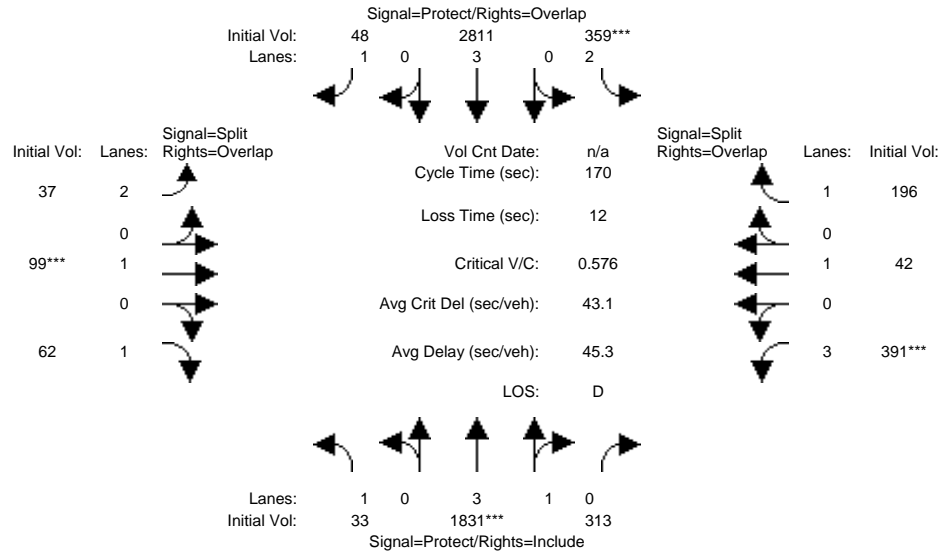 Signal=Protect/Rights=Overlap
Initial Vol: 48 2811 359***
Lanes: 1 0 3 0 2
Signal=Split
Initial Vol: Lanes: Rights=Overlap
Vol Cnt Date: n/a
Signal=Split
Rights=Overlap Lanes: Initial Vol:
Cycle Time (sec): 170
37 2
1 196
Loss Time (sec): 12
0
0
99*** 1
Critical V/C: 0.576
1 42
0
Avg Crit Del (sec/veh): 43.1
0
62 1
Avg Delay (sec/veh): 45.3
3 391***
LOS: D
Lanes: 1 0 3 1 0
Initial Vol: 33 1831*** 313
Signal=Protect/Rights=Include